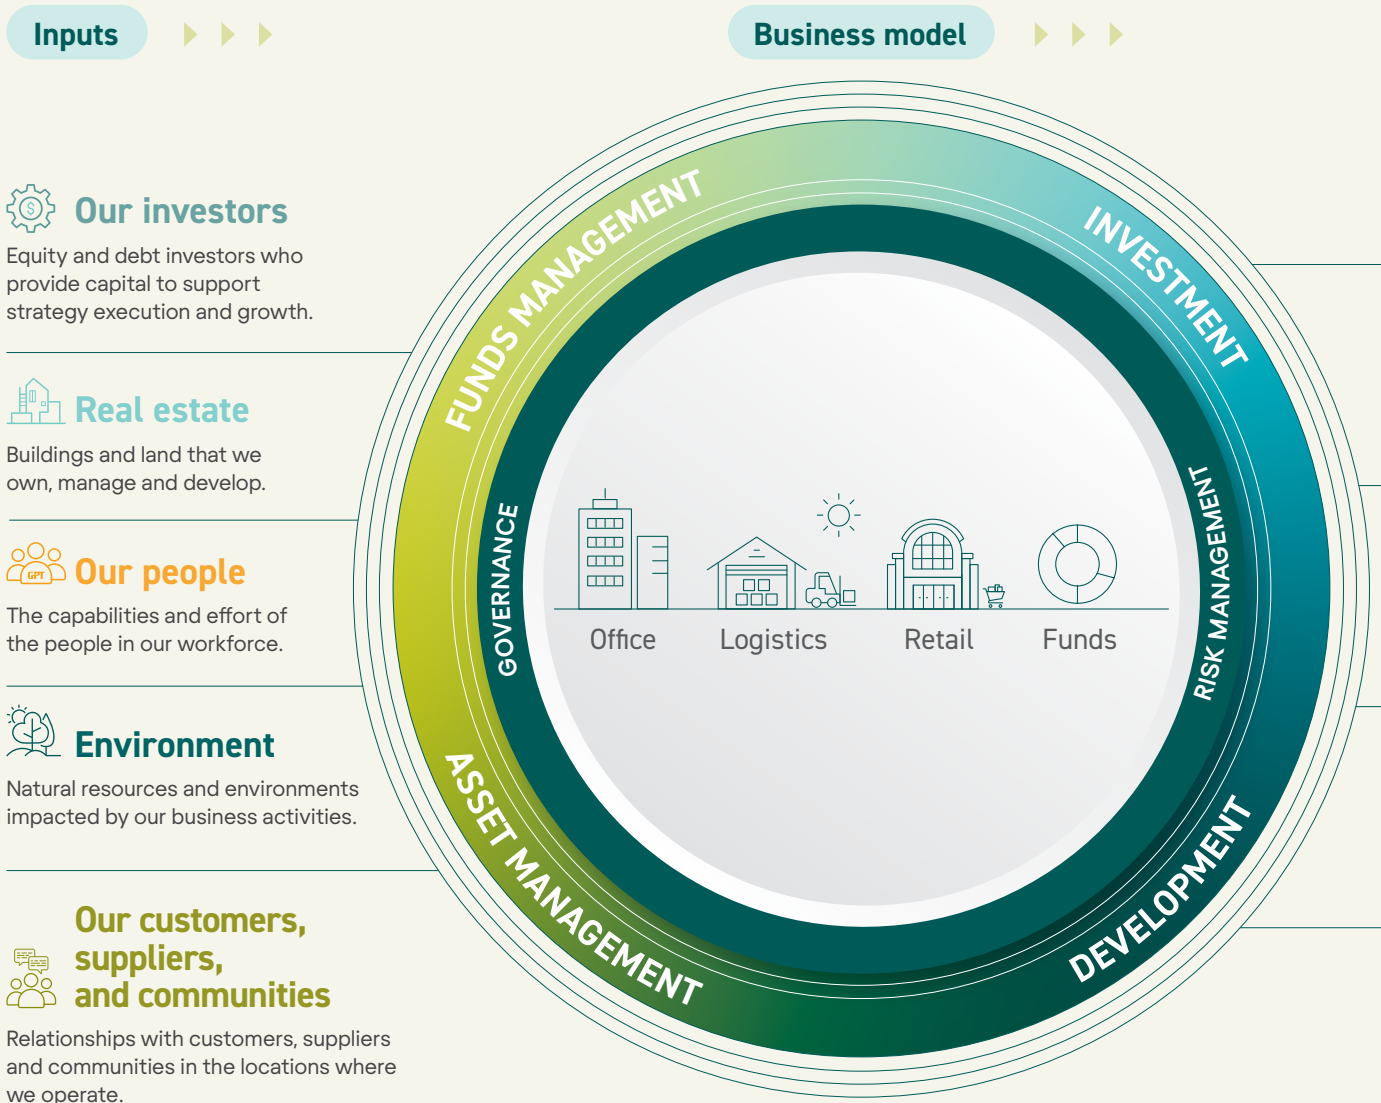 Inputs
Business model
Our investors
Equity and debt investors who
provide capital to support
strategy execution and growth.
Real estate
Buildings and land that we
own, manage and develop.
GPT
Our people
The capabilities and effort of
the people in our workforce.
Environment
Natural resources and environments
impacted by our business activities.
Our customers,
suppliers,
and communities
Relationships with customers, suppliers
and communities in the locations where
we operate.
FUNDS MANAGEMENT
INVESTMENT
GOVERNANCE
RISK MANAGEMENT
Office
Logistics
Retail
Funds
ASSET MANAGEMENT
DEVELOPMENT